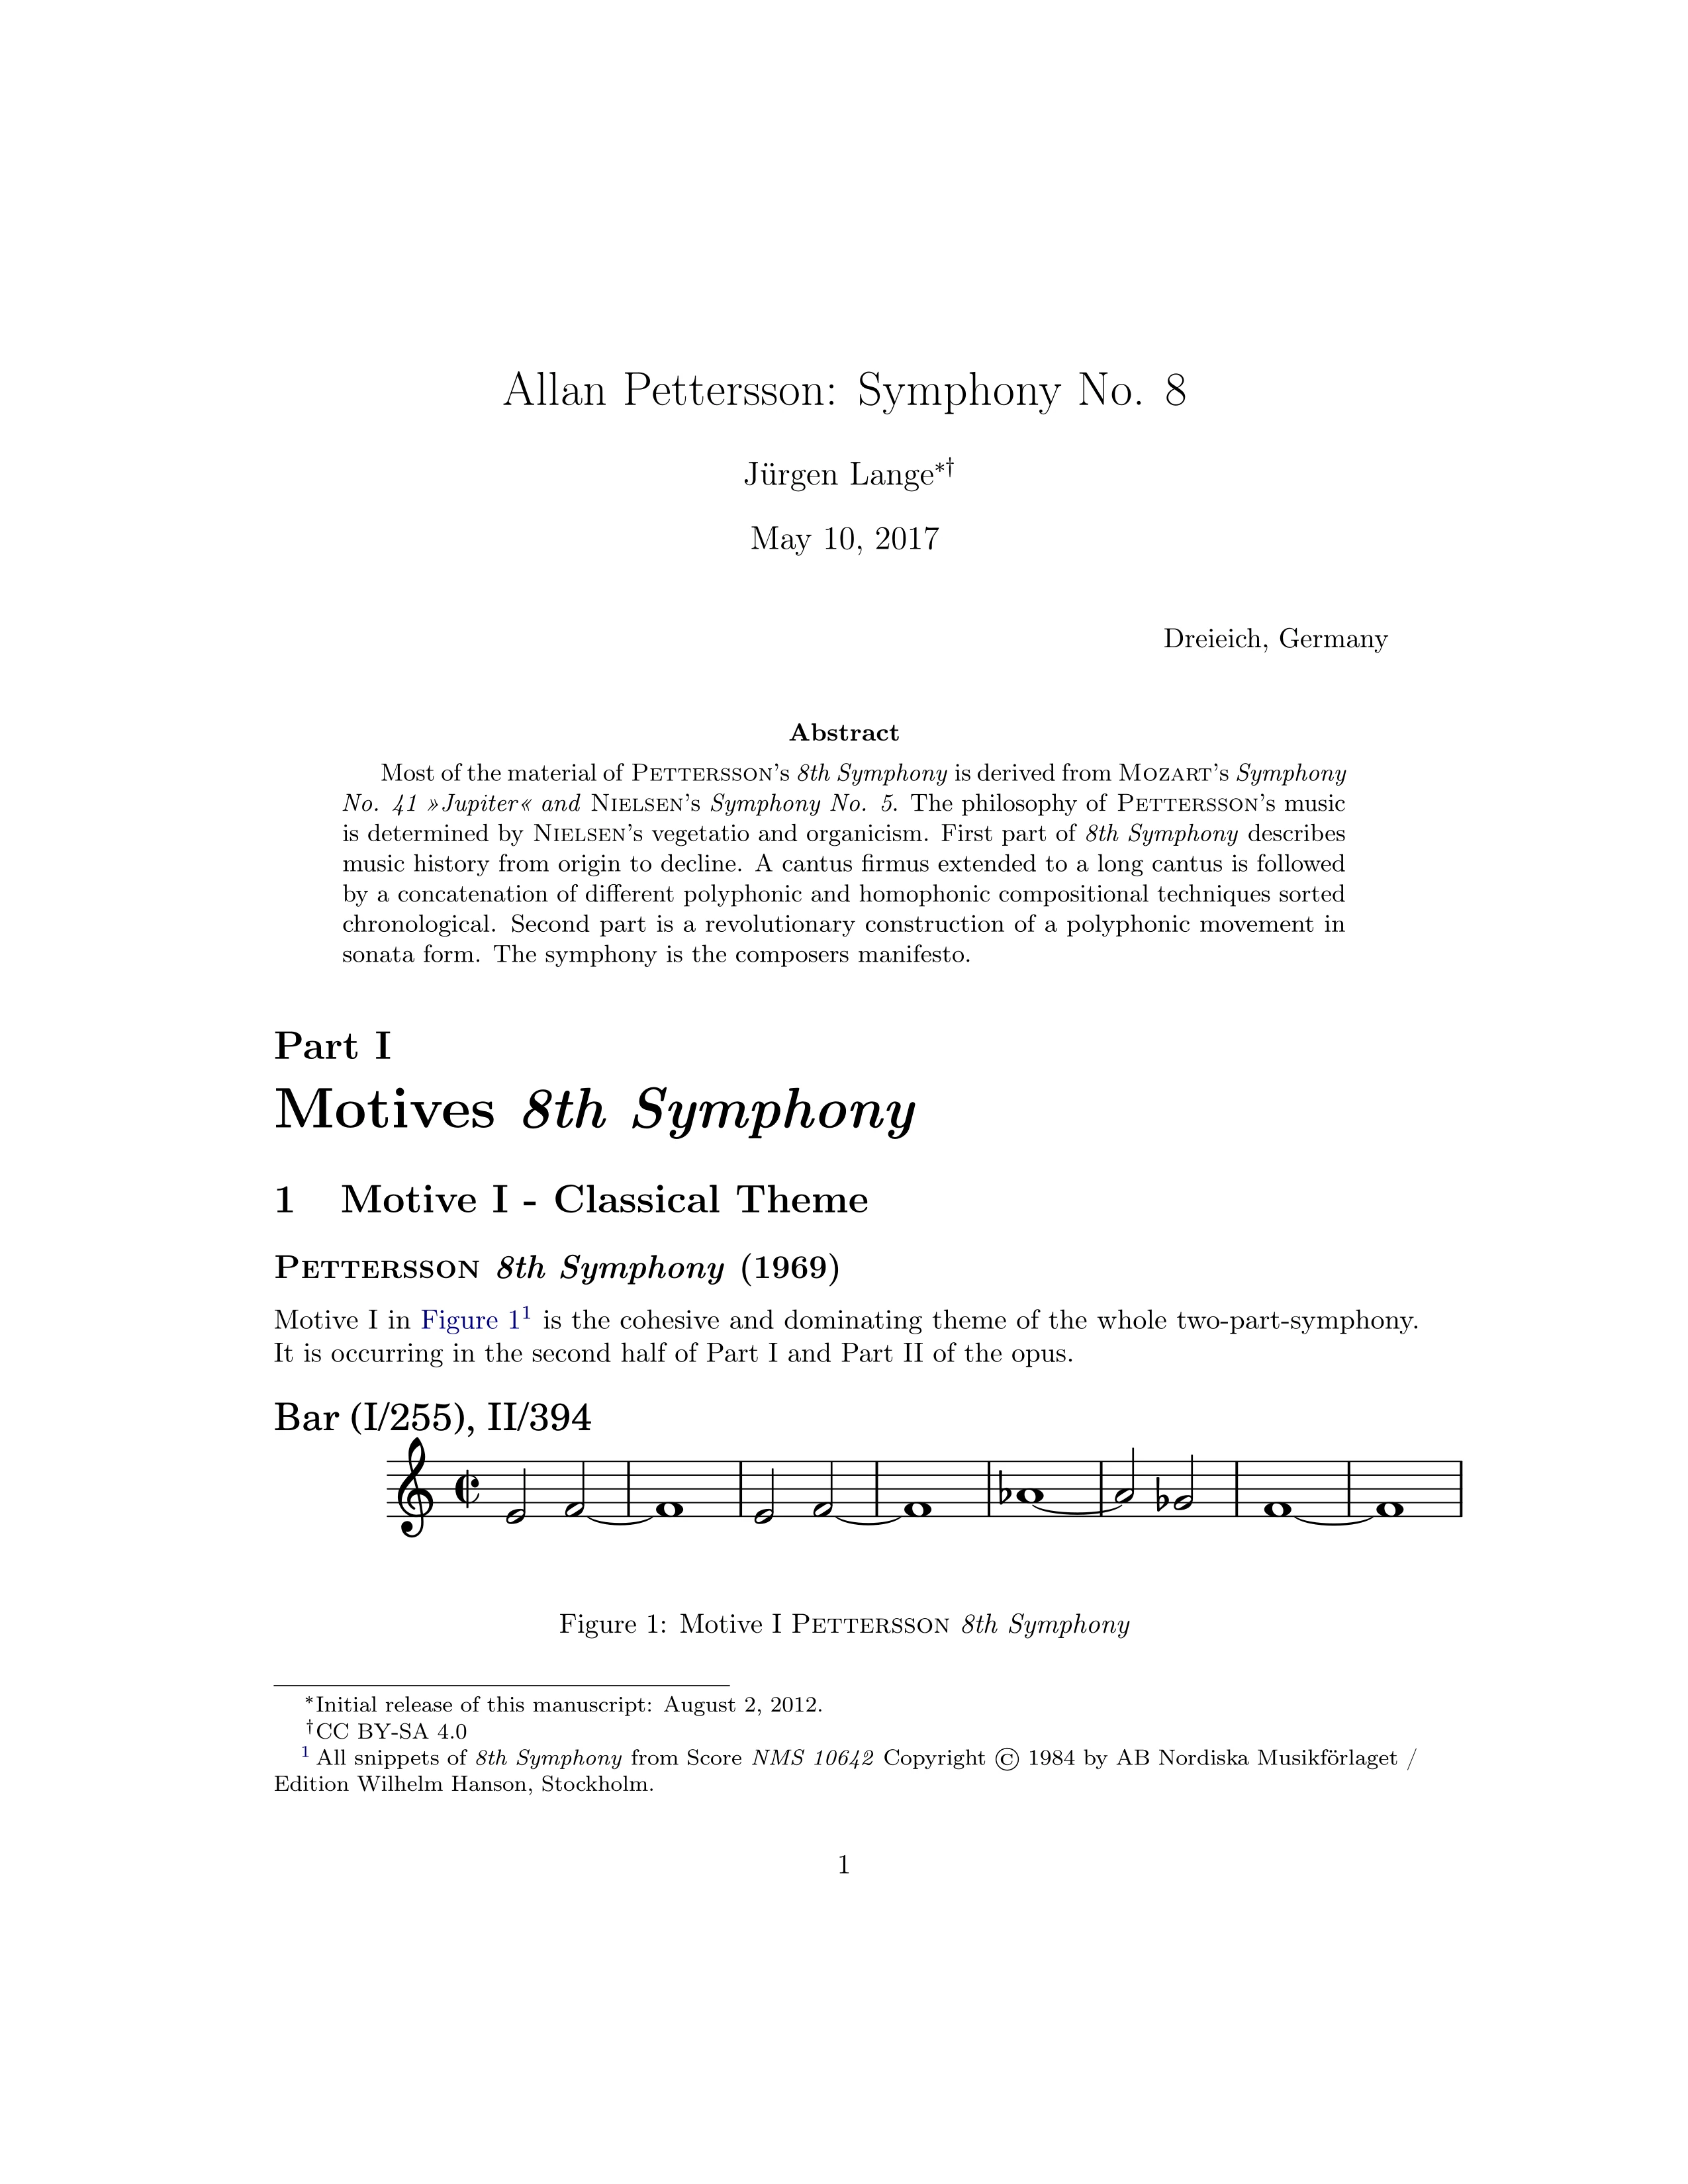 Allan Pettersson: Symphony No. 8
Jürgen Lange*†
May 10, 2017
Dreieich, Germany
Abstract
Most of the material of Pettersson's 8th Symphony is derived from Mozart's Symphony
No. 41 »Jupiter« and Nielsen's Symphony No. 5. The philosophy of Pettersson's music
is determined by Nielsen's vegetatio and organicism. First part of 8th Symphony describes
music history from origin to decline. A cantus firmus extended to a long cantus is followed
by a concatenation of different polyphonic and homophonic compositional techniques sorted
chronological. Second part is a revolutionary construction of a polyphonic movement in
sonata form. The symphony is the composers manifesto.
Part I
Motives 8th Symphony
1 Motive I - Classical Theme
Pettersson 8th Symphony (1969)
Motive I in Figure 1¹ is the cohesive and dominating theme of the whole two-part-symphony.
It is occurring in the second half of Part I and Part II of the opus.
Bar (I/255), II/394
Figure 1: Motive I Pettersson 8th Symphony
*Initial release of this manuscript: August 2, 2012.
†CC BY-SA 4.0
¹ All snippets of 8th Symphony from Score NMS 10642 Copyright © 1984 by AB Nordiska Musikförlaget /
Edition Wilhelm Hanson, Stockholm.
1